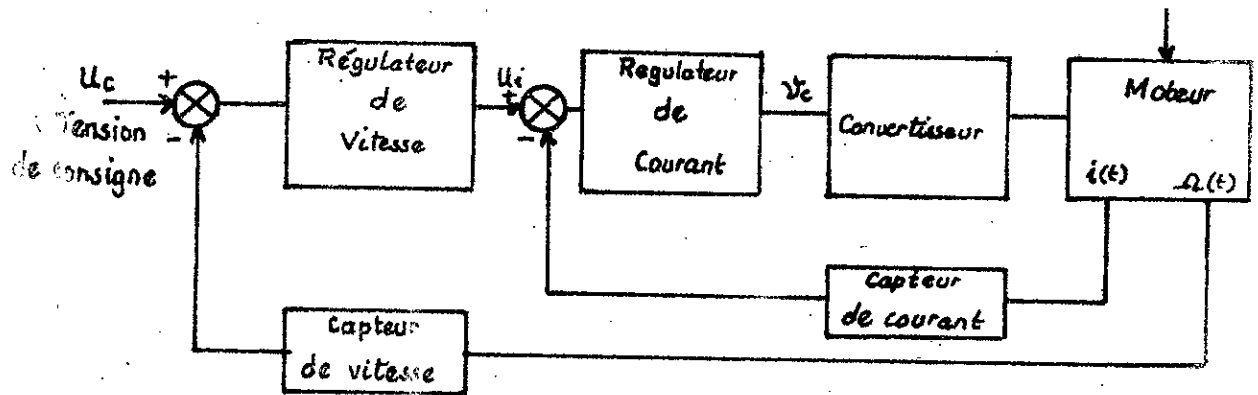 Régulateur
de
Vitesse
Regulateur
de
Courant
Convertisseur
Moteur
i(t) Ω(t)
Uc
+
-
Tension
de consigne
Ui
+
-
Vc
Capteur
de courant
Capteur
de vitesse